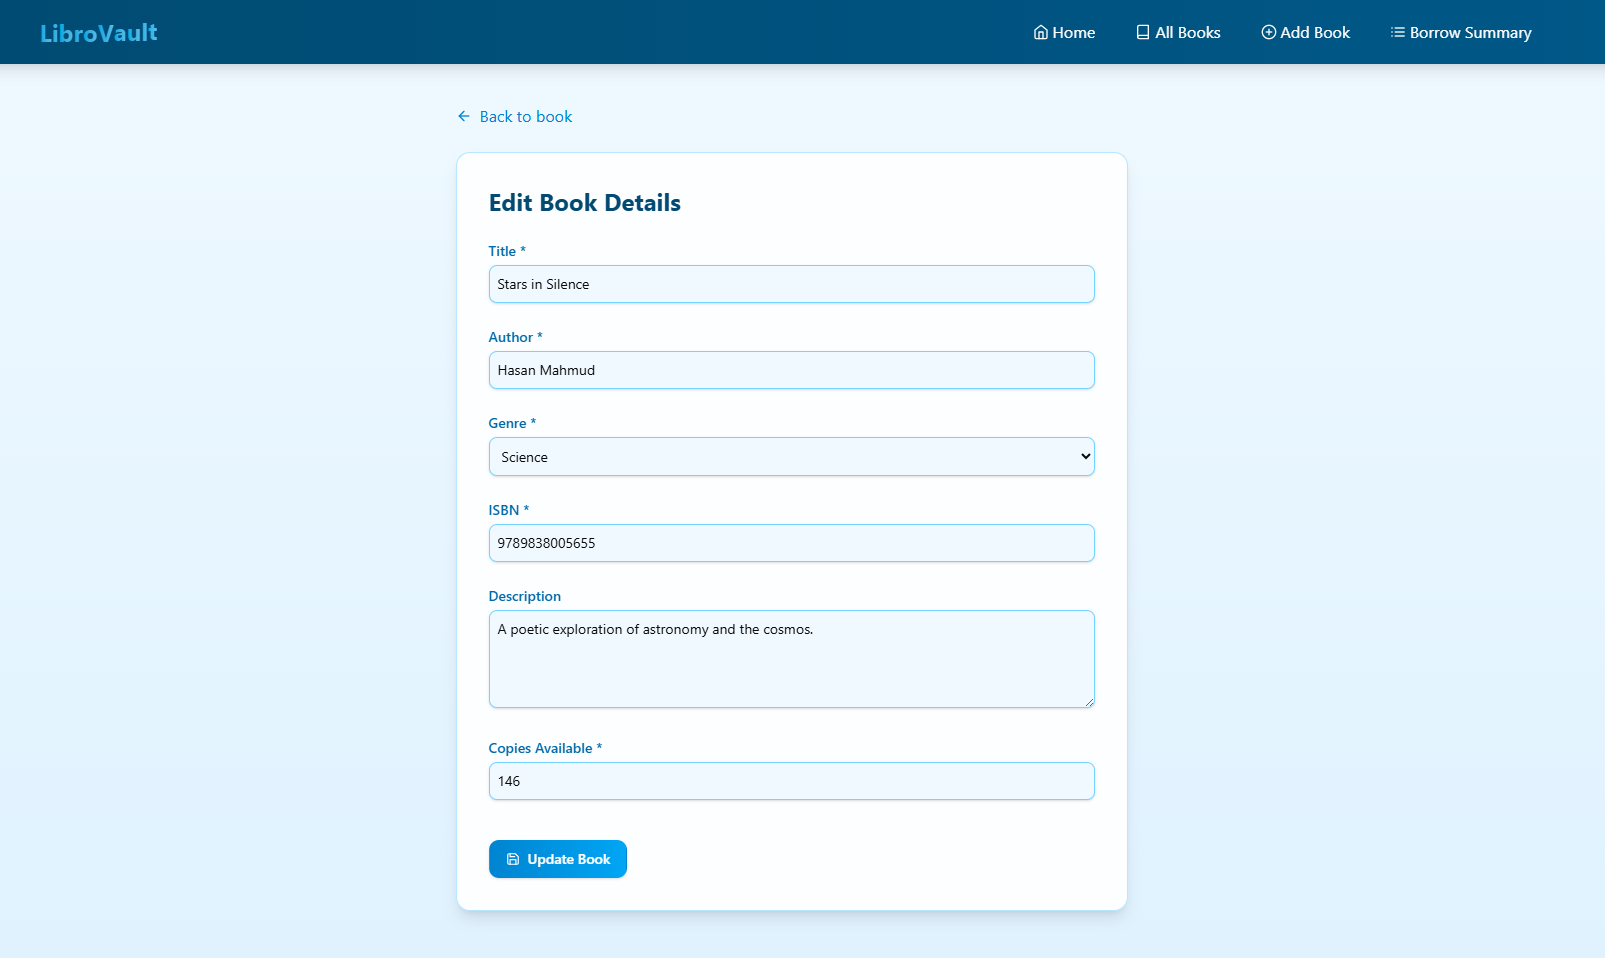 LibroVault
Home
All Books
Add Book
Borrow Summary
Back to book
Edit Book Details
Title *
Stars in Silence
Author *
Hasan Mahmud
Genre *
Science
ISBN *
9789838005655
Description
A poetic exploration of astronomy and the cosmos.
Copies Available *
146
Update Book